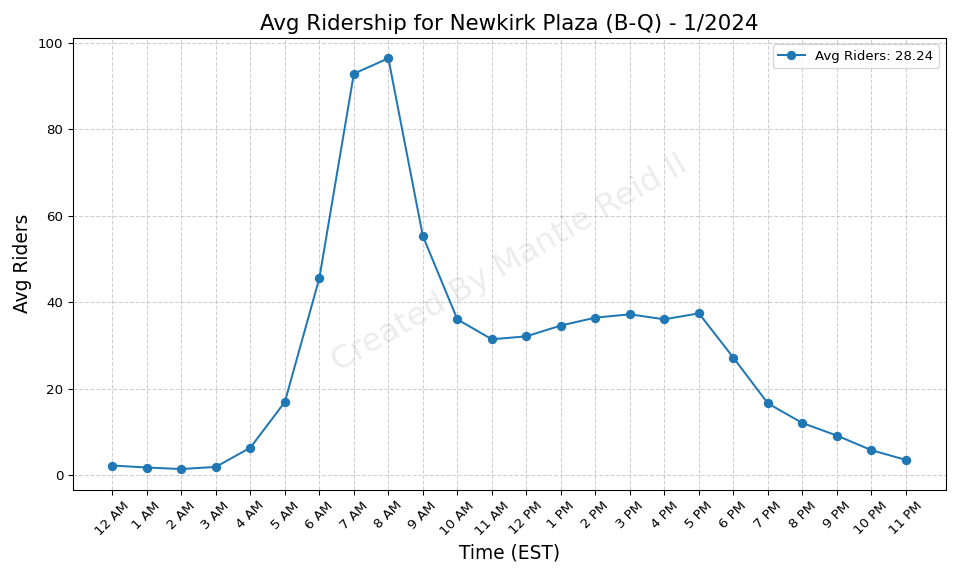 Avg Ridership for Newkirk Plaza (B-Q) - 1/2024
Avg Riders: 28.24
100
80
60
40
20
0
Avg Riders
Created By Mantie Reid II
12 AM
1 AM
2 AM
3 AM
4 AM
5 AM
6 AM
7 AM
8 AM
9 AM
10 AM
11 AM
12 PM
1 PM
2 PM
3 PM
4 PM
5 PM
6 PM
7 PM
8 PM
9 PM
10 PM
11 PM
Time (EST)